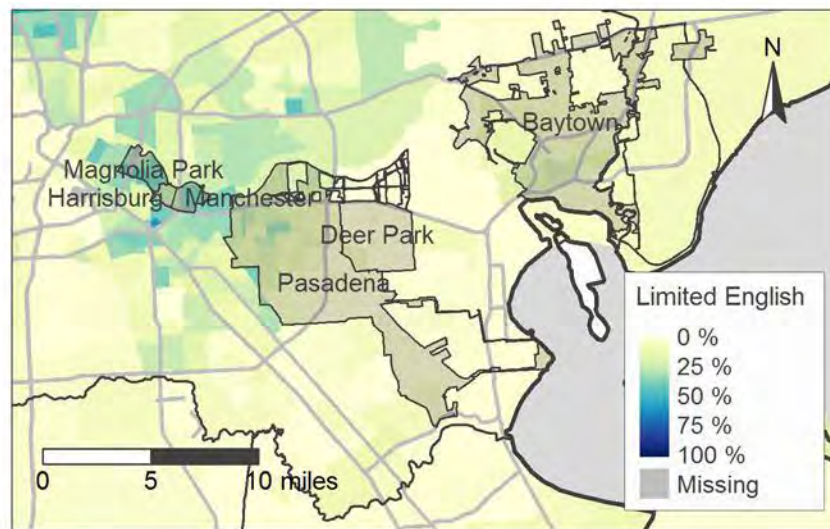 N
Baytown
Magnolia Park
Harrisburg Manchester
Deer Park
Pasadena
Limited English
0 %
25 %
50 %
75 %
100 %
Missing
0 5 10 miles